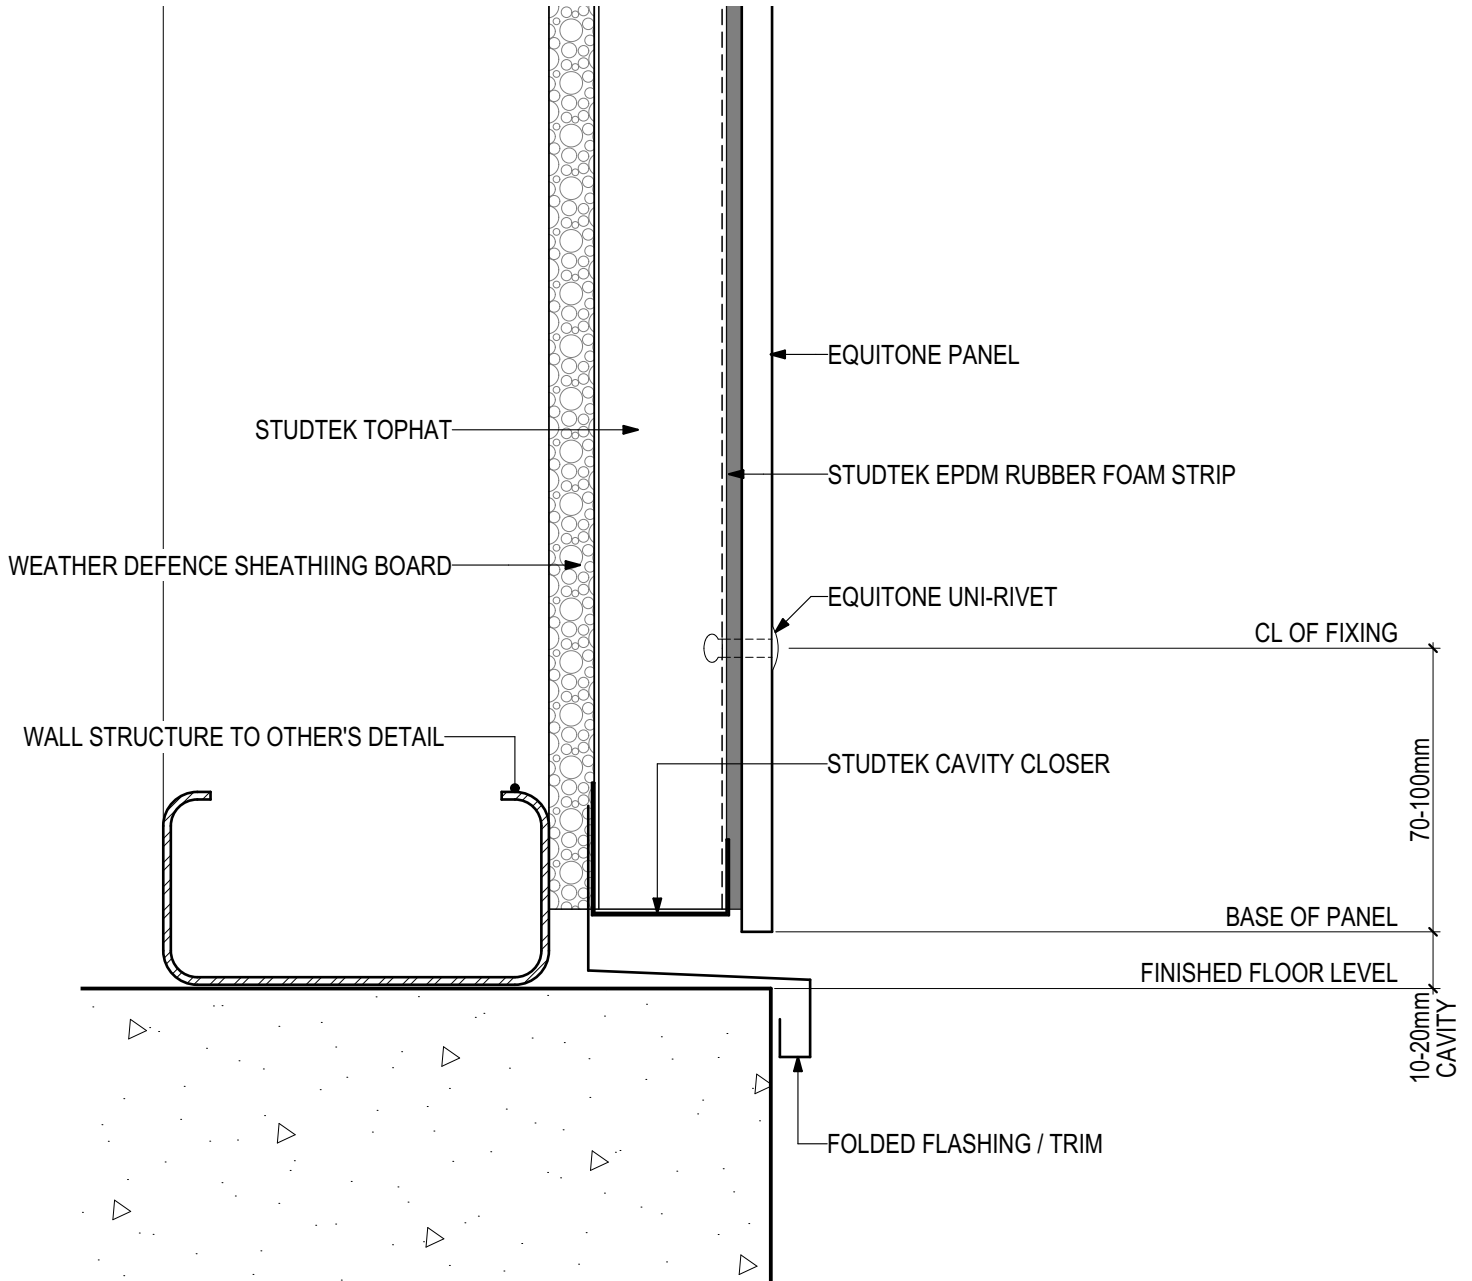 EQUITONE PANEL
STUDTEK TOPHAT
STUDTEK EPDM RUBBER FOAM STRIP
WEATHER DEFENCE SHEATHIING BOARD
EQUITONE UNI-RIVET
CL OF FIXING
WALL STRUCTURE TO OTHER'S DETAIL
STUDTEK CAVITY CLOSER
70-100mm
BASE OF PANEL
FINISHED FLOOR LEVEL
10-20mm
CAVITY
FOLDED FLASHING / TRIM